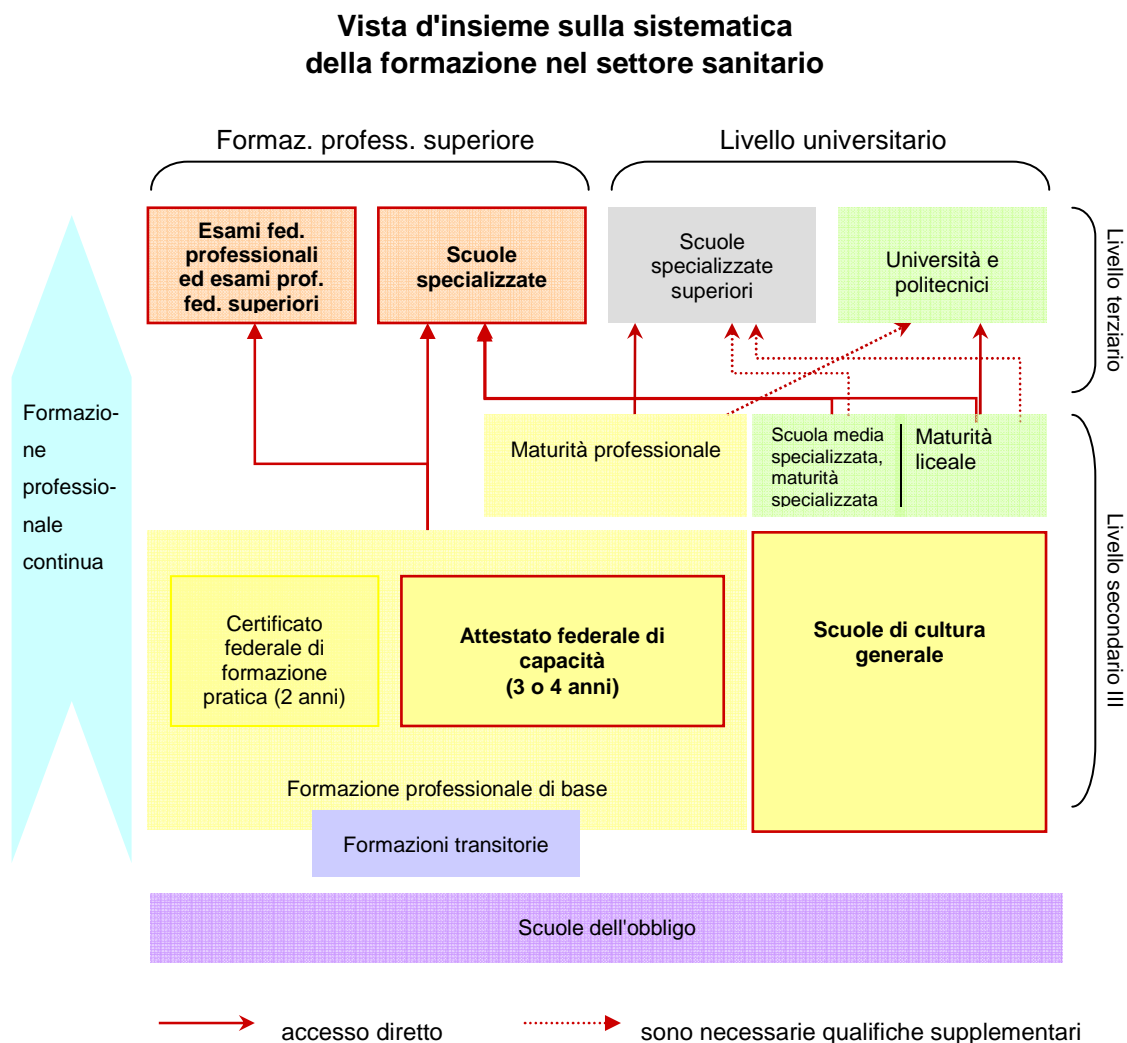 Vista d'insieme sulla sistematica
della formazione nel settore sanitario
Formaz. profess. superiore
Livello universitario
Esami fed.
professionali
ed esami prof.
fed. superiori
Scuole
specializzate
Scuole
specializzate
superiori
Università e
politecnici
Livello terziario
Formazio-
ne
professio-
nale
continua
Maturità professionale
Scuola media
specializzata,
maturità
specializzata
Maturità
liceale
Livello secondario III
Certificato
federale di
formazione
pratica (2 anni)
Attestato federale di
capacità
(3 o 4 anni)
Scuole di cultura
generale
Formazione professionale di base
Formazioni transitorie
Scuole dell'obbligo
accesso diretto
sono necessarie qualifiche supplementari